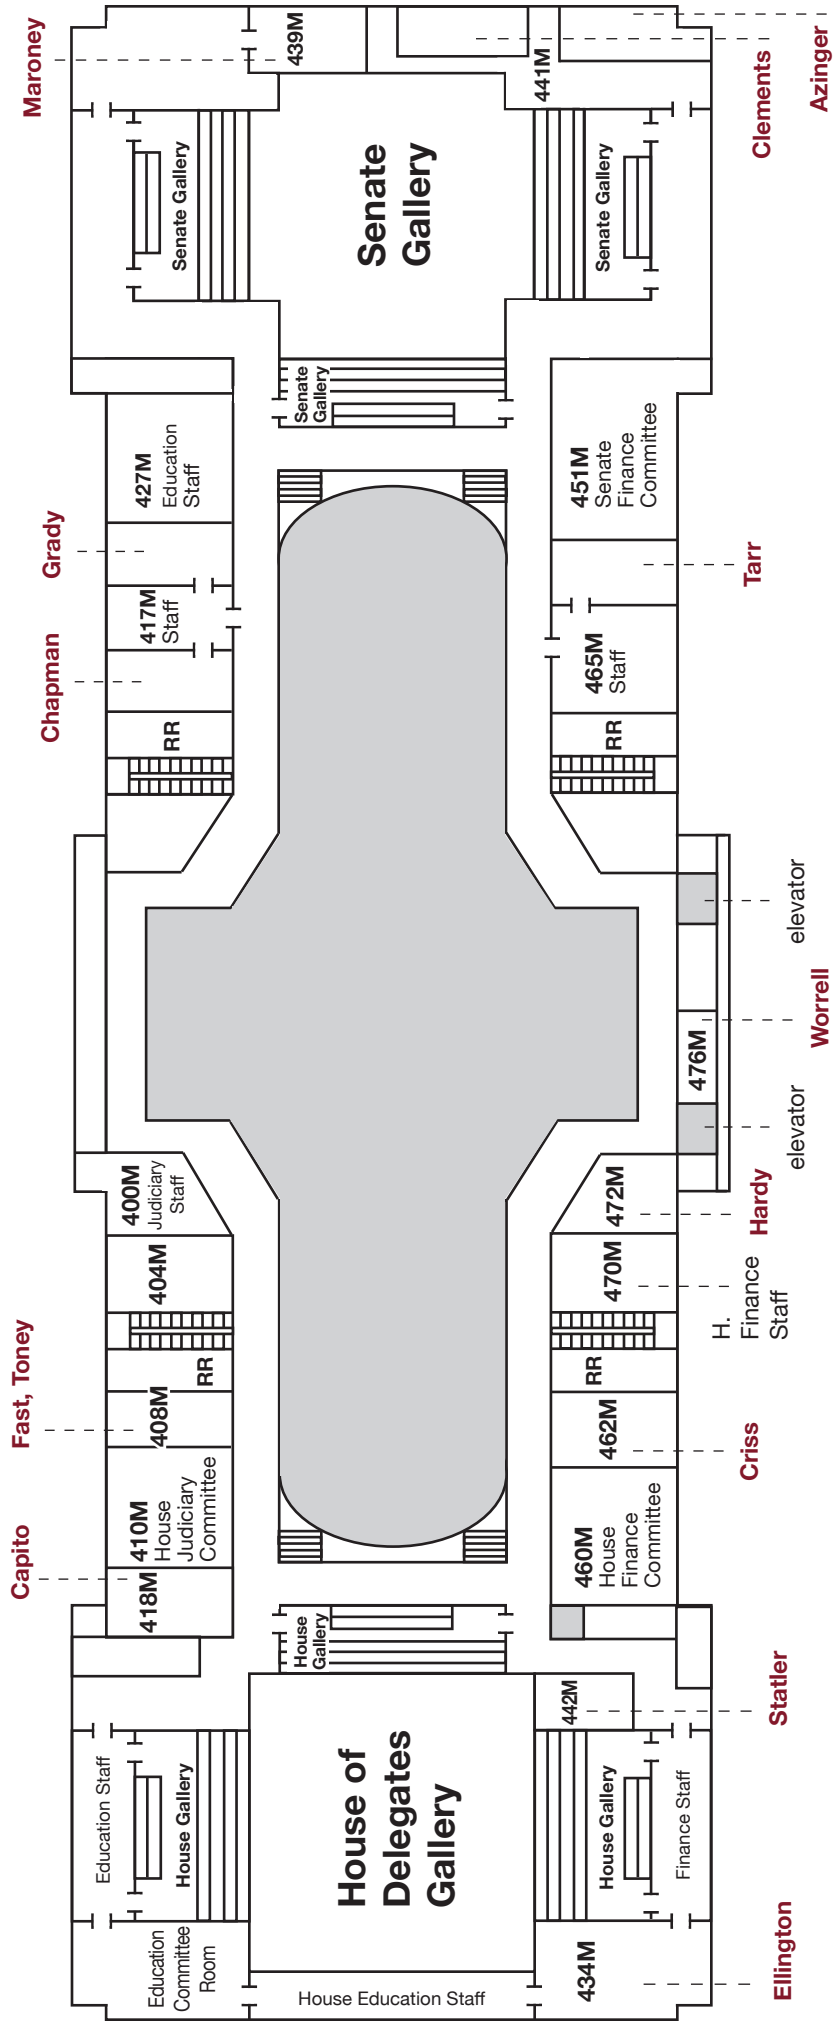 Maroney
439M
441M
Clements
Azinger
Senate Gallery
Senate
Gallery
Senate Gallery
Senate
Gallery
427M
Education
Staff
451M
Senate
Finance
Committee
Grady
417M
Staff
Chapman
RR
Tarr
465M
Staff
RR
elevator
Worrell
476M
elevator
400M
Judiciary
Staff
404M
Hardy
472M
470M
H.
Finance
Staff
Fast, Toney
RR
408M
RR
462M
Criss
Capito
410M
House
Judiciary
Committee
418M
460M
House
Finance
Committee
House
Gallery
442M
Statler
Education Staff
House Gallery
House of
Delegates
Gallery
House Gallery
Finance Staff
Education
Committee
Room
House Education Staff
434M
Ellington